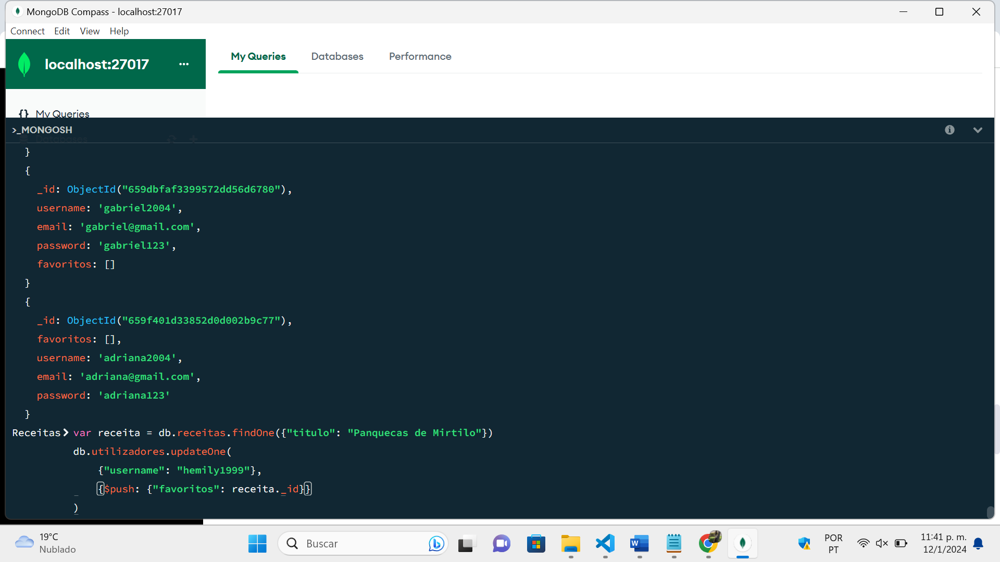 MongoDB Compass - localhost:27017
Connect Edit View Help
localhost:27017 ...
My Queries Databases Performance
{} My Queries
>_MONGOSH
Databases
}
{
_id: ObjectId("659dbfaf3399572dd56d6780"),
username: 'gabriel2004',
email: 'gabriel@gmail.com',
password: 'gabriel123',
favoritos: []
}
{
_id: ObjectId("659f401d33852d0d002b9c77"),
favoritos: [],
username: 'adriana2004',
email: 'adriana@gmail.com',
password: 'adriana123'
}
Receitas> var receita = db.receitas.findOne({"titulo": "Panquecas de Mirtilo"})
db.utilizadores.updateOne(
{"username": "hemily1999"},
{$push: {"favoritos": receita._id}}
)
19°C
Nublado
Buscar
POR
PT
11:41 p. m.
12/1/2024